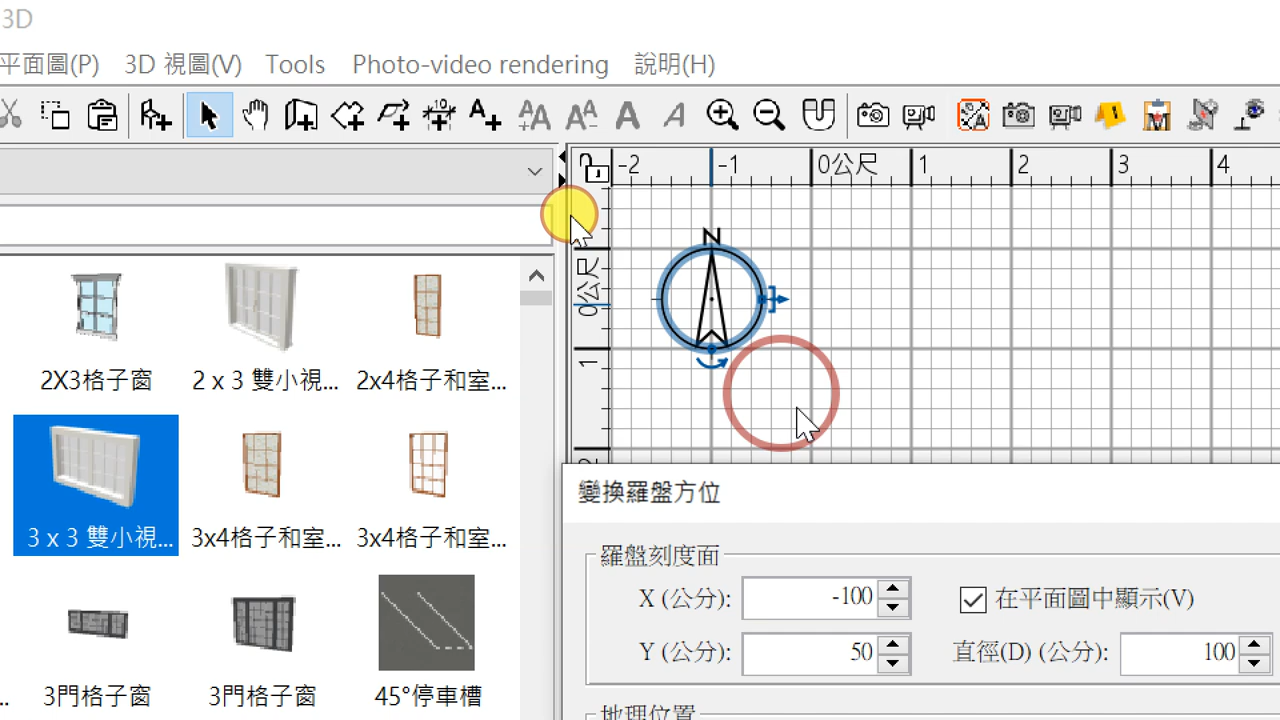 3D
平面圖(P) 3D 視圖(V) Tools Photo-video rendering 說明(H)
-2 -1 0公尺 1 2 3 4
N
0公尺
1
2X3格子窗 2 x 3 雙小視... 2x4格子和室...
3 x 3 雙小視... 3x4格子和室... 3x4格子和室...
... 3門格子窗 3門格子窗 45°停車槽
變換羅盤方位
羅盤刻度面
X (公分): -100 在平面圖中顯示(V)
Y (公分): 50 直徑(D) (公分): 100
地理位置